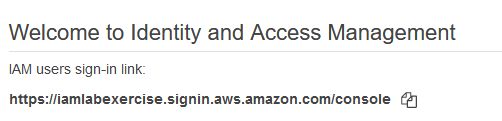 Welcome to Identity and Access Management
IAM users sign-in link:
https://iamlabexercise.signin.aws.amazon.com/console